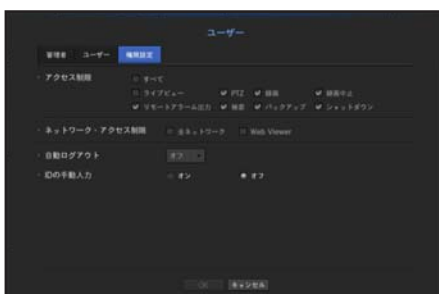 ユーザー
管理者 ユーザー 権限設定
アクセス制限 すべて
ライブビュー PTZ 録画 録画中止
リモートアラーム出力 検索 バックアップ シャットダウン
ネットワーク・アクセス制限 全ネットワーク Web Viewer
自動ログアウト オフ
IDの手動入力 オン オフ
OK キャンセル